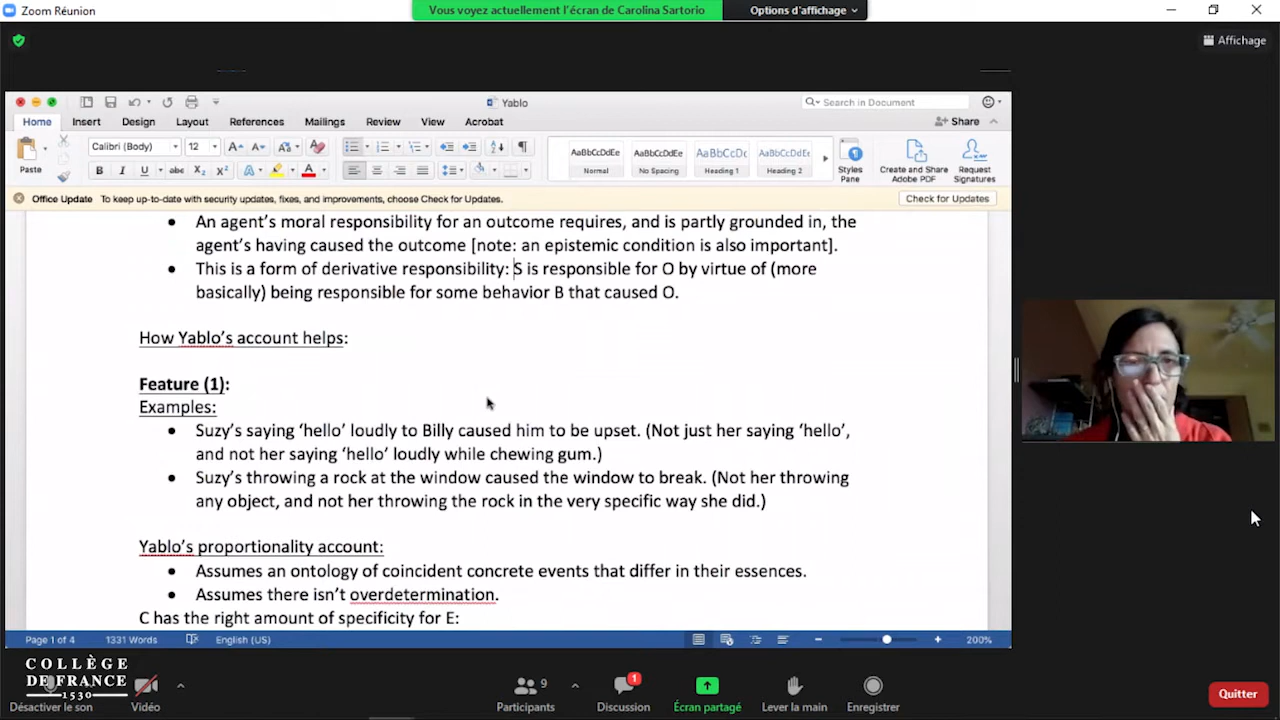 Zoom Réunion
Vous voyez actuellement l'écran de Carolina Sartorio
Options d'affichage
Affichage
Yablo
Search in Document
Home Insert Design Layout References Mailings Review View Acrobat
Share
Calibri (Body) 12
Paste
AaBbCcDdEe AaBbCcDdEe AaBbCcDc AaBbCcDdEe
Normal No Spacing Heading 1 Heading 2
Styles Pane
Create and Share Adobe PDF
Request Signatures
Office Update To keep up-to-date with security updates, fixes, and improvements, choose Check for Updates.
Check for Updates
• An agent's moral responsibility for an outcome requires, and is partly grounded in, the
agent's having caused the outcome [note: an epistemic condition is also important].
• This is a form of derivative responsibility: S is responsible for O by virtue of (more
basically) being responsible for some behavior B that caused O.
How Yablo's account helps:
Feature (1):
Examples:
• Suzy's saying 'hello' loudly to Billy caused him to be upset. (Not just her saying 'hello',
and not her saying 'hello' loudly while chewing gum.)
• Suzy's throwing a rock at the window caused the window to break. (Not her throwing
any object, and not her throwing the rock in the very specific way she did.)
Yablo's proportionality account:
• Assumes an ontology of coincident concrete events that differ in their essences.
• Assumes there isn't overdetermination.
C has the right amount of specificity for E:
Page 1 of 4 1331 Words English (US) 200%
COLLÈGE
DE FRANCE
1530
Désactiver le son
Vidéo
9
Participants
1
Discussion
Écran partagé
Lever la main
Enregistrer
Quitter